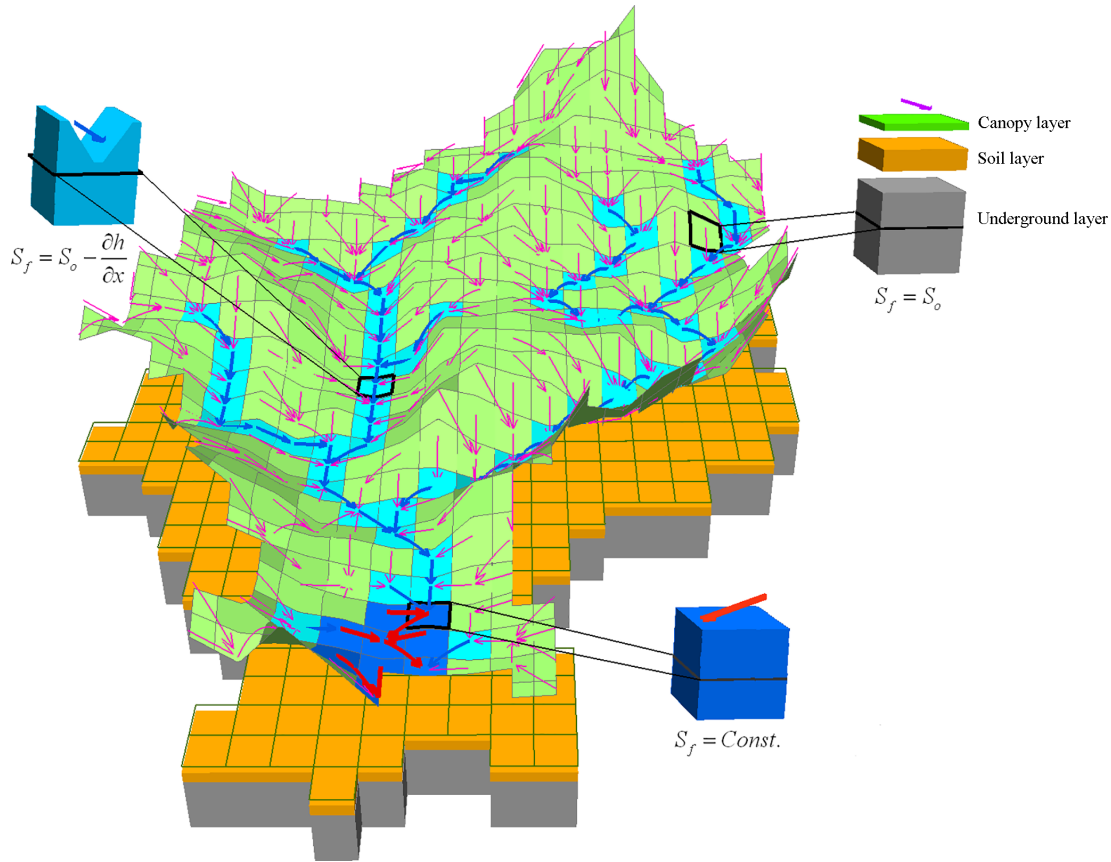 Canopy layer
Soil layer
Underground layer
S_f = S_o
S_f = S_o - ∂h/∂x
S_f = Const.